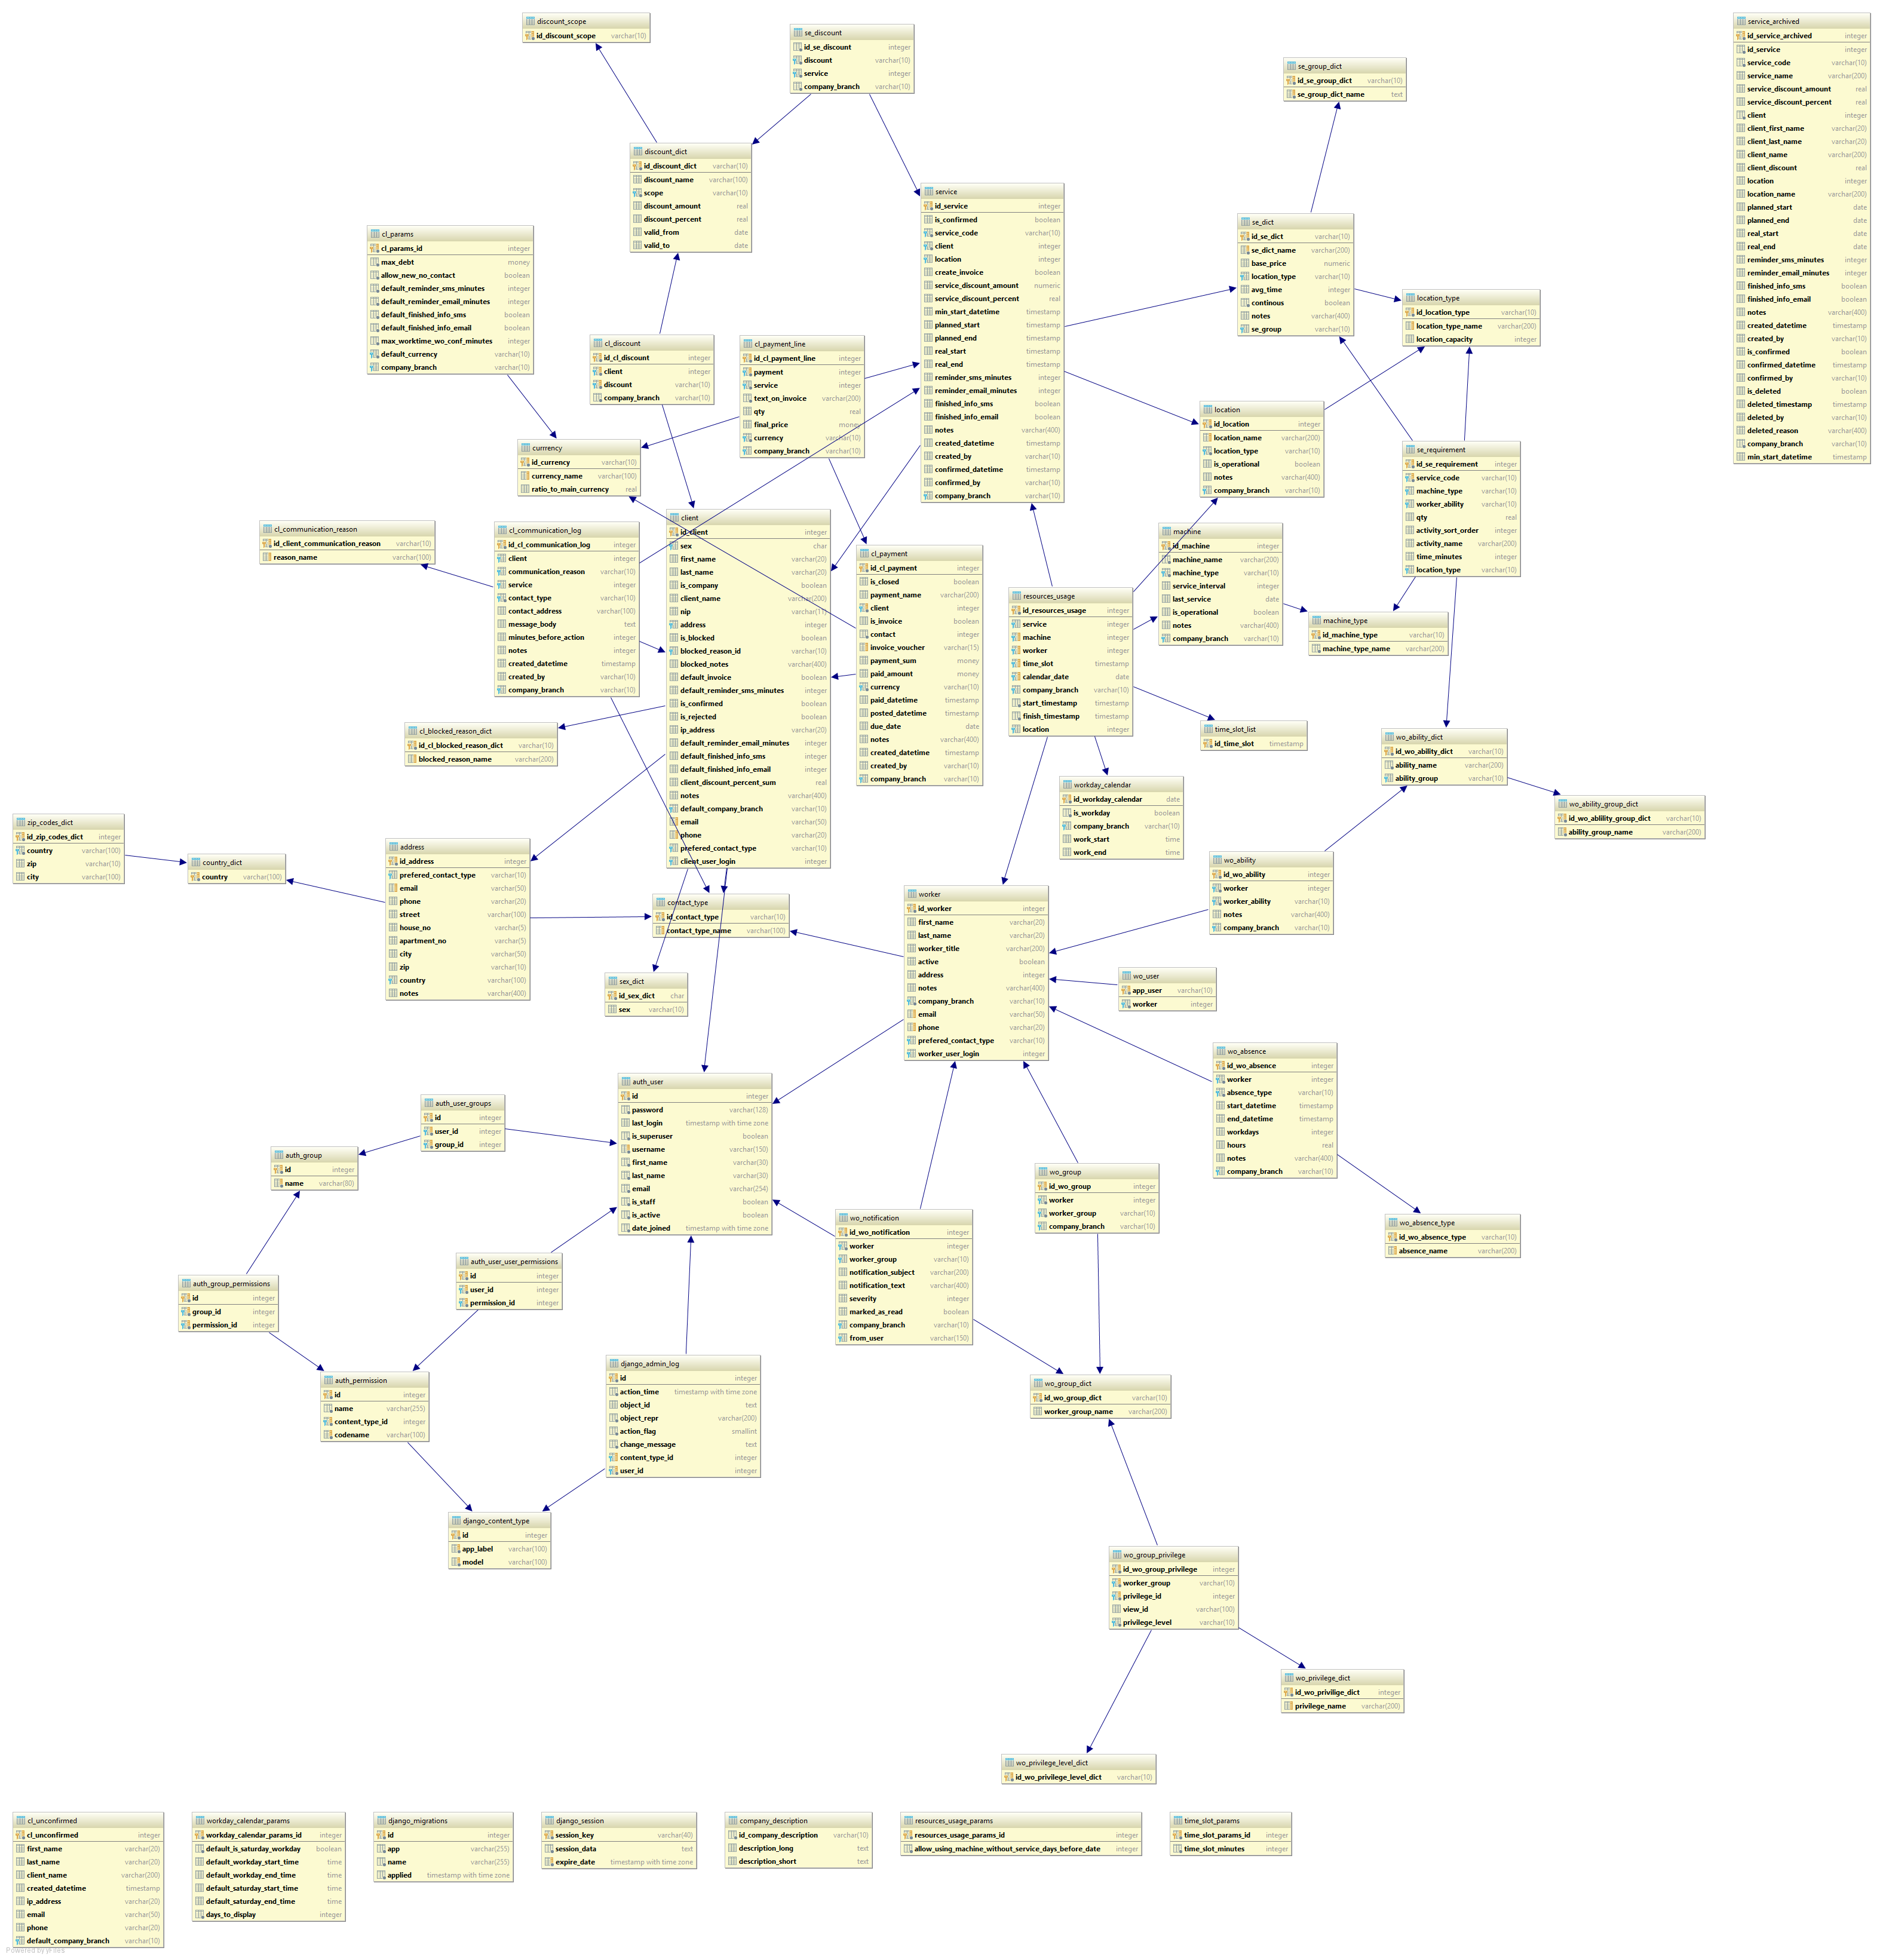 discount_scope
id_discount_scope varchar(10)
se_discount
id_se_discount integer
discount varchar(10)
service integer
company_branch varchar(10)
service_archived
id_service_archived integer
id_service integer
service_code varchar(10)
service_name varchar(200)
service_discount_amount real
service_discount_percent real
client integer
client_first_name varchar(20)
client_last_name varchar(20)
client_name varchar(200)
client_discount real
location integer
location_name varchar(200)
planned_start date
planned_end date
real_start date
real_end date
reminder_sms_minutes integer
reminder_email_minutes integer
finished_info_sms boolean
finished_info_email boolean
notes varchar(400)
created_datetime timestamp
created_by varchar(10)
is_confirmed boolean
confirmed_datetime timestamp
confirmed_by varchar(10)
is_deleted boolean
deleted_timestamp timestamp
deleted_by varchar(10)
deleted_reason varchar(400)
company_branch varchar(10)
min_start_datetime timestamp
se_group_dict
id_se_group_dict varchar(10)
se_group_dict_name text
discount_dict
id_discount_dict varchar(10)
discount_name varchar(100)
scope varchar(10)
discount_amount real
discount_percent real
valid_from date
valid_to date
service
id_service integer
is_confirmed boolean
service_code varchar(10)
client integer
location integer
create_invoice boolean
service_discount_amount numeric
service_discount_percent real
min_start_datetime timestamp
planned_start timestamp
planned_end timestamp
real_start timestamp
real_end timestamp
reminder_sms_minutes integer
reminder_email_minutes integer
finished_info_sms boolean
finished_info_email boolean
notes varchar(400)
created_datetime timestamp
created_by varchar(10)
confirmed_datetime timestamp
confirmed_by varchar(10)
company_branch varchar(10)
se_dict
id_se_dict varchar(10)
se_dict_name varchar(200)
base_price numeric
location_type varchar(10)
avg_time integer
continous boolean
notes varchar(400)
se_group varchar(10)
cl_params
cl_params_id integer
max_debt money
allow_new_no_contact boolean
default_reminder_sms_minutes integer
default_reminder_email_minutes integer
default_finished_info_sms boolean
default_finished_info_email boolean
max_worktime_wo_conf_minutes integer
default_currency varchar(10)
company_branch varchar(10)
location_type
id_location_type varchar(10)
location_type_name varchar(200)
location_capacity integer
cl_discount
id_cl_discount integer
client integer
discount varchar(10)
company_branch varchar(10)
cl_payment_line
id_cl_payment_line integer
payment integer
service integer
text_on_invoice varchar(200)
qty real
final_price money
currency varchar(10)
company_branch varchar(10)
location
id_location integer
location_name varchar(200)
location_type varchar(10)
is_operational boolean
notes varchar(400)
company_branch varchar(10)
currency
id_currency varchar(10)
currency_name varchar(100)
ratio_to_main_currency real
se_requirement
id_se_requirement integer
service_code varchar(10)
machine_type varchar(10)
worker_ability varchar(10)
qty real
activity_sort_order integer
activity_name varchar(200)
time_minutes integer
location_type varchar(10)
client
id_client integer
sex char
first_name varchar(20)
last_name varchar(20)
is_company boolean
client_name varchar(200)
nip varchar(11)
address integer
is_blocked boolean
blocked_reason_id varchar(10)
blocked_notes varchar(400)
default_invoice boolean
default_reminder_sms_minutes integer
is_confirmed boolean
is_rejected boolean
ip_address varchar(20)
default_reminder_email_minutes integer
default_finished_info_sms integer
default_finished_info_email integer
client_discount_percent_sum real
notes varchar(400)
default_company_branch varchar(10)
email varchar(50)
phone varchar(20)
prefered_contact_type varchar(10)
client_user_login integer
cl_communication_reason
id_client_communication_reason varchar(10)
reason_name varchar(100)
cl_communication_log
id_cl_communication_log integer
client integer
communication_reason varchar(10)
service integer
contact_type varchar(10)
contact_address varchar(100)
message_body text
minutes_before_action integer
notes integer
created_datetime timestamp
created_by varchar(10)
company_branch varchar(10)
machine
id_machine integer
machine_name varchar(200)
machine_type varchar(10)
service_interval integer
last_service date
is_operational boolean
notes varchar(400)
company_branch varchar(10)
cl_payment
id_cl_payment integer
is_closed boolean
payment_name varchar(200)
client integer
is_invoice boolean
contact integer
invoice_voucher varchar(15)
payment_sum money
paid_amount money
currency varchar(10)
paid_datetime timestamp
posted_datetime timestamp
due_date date
notes varchar(400)
created_datetime timestamp
created_by varchar(10)
company_branch varchar(10)
resources_usage
id_resources_usage integer
service integer
machine integer
worker integer
time_slot timestamp
calendar_date date
company_branch varchar(10)
start_timestamp timestamp
finish_timestamp timestamp
location integer
machine_type
id_machine_type varchar(10)
machine_type_name varchar(200)
cl_blocked_reason_dict
id_cl_blocked_reason_dict varchar(10)
blocked_reason_name varchar(200)
time_slot_list
id_time_slot timestamp
wo_ability_dict
id_wo_ability_dict varchar(10)
ability_name varchar(200)
ability_group varchar(10)
workday_calendar
id_workday_calendar date
is_workday boolean
company_branch varchar(10)
work_start time
work_end time
wo_ability_group_dict
id_wo_ablility_group_dict varchar(10)
ability_group_name varchar(200)
zip_codes_dict
id_zip_codes_dict integer
country varchar(100)
zip varchar(10)
city varchar(100)
country_dict
country varchar(100)
address
id_address integer
prefered_contact_type varchar(10)
email varchar(50)
phone varchar(20)
street varchar(100)
house_no varchar(5)
apartment_no varchar(5)
city varchar(50)
zip varchar(10)
country varchar(100)
notes varchar(400)
wo_ability
id_wo_ability integer
worker integer
worker_ability varchar(10)
notes varchar(400)
company_branch varchar(10)
contact_type
id_contact_type varchar(10)
contact_type_name varchar(100)
worker
id_worker integer
first_name varchar(20)
last_name varchar(20)
worker_title varchar(200)
active boolean
address integer
notes varchar(400)
company_branch varchar(10)
email varchar(50)
phone varchar(20)
prefered_contact_type varchar(10)
worker_user_login integer
sex_dict
id_sex_dict char
sex varchar(10)
wo_user
app_user varchar(10)
worker integer
wo_absence
id_wo_absence integer
worker integer
absence_type varchar(10)
start_datetime timestamp
end_datetime timestamp
workdays integer
hours real
notes varchar(400)
company_branch varchar(10)
auth_user
id integer
password varchar(128)
last_login timestamp with time zone
is_superuser boolean
username varchar(150)
first_name varchar(30)
last_name varchar(30)
email varchar(254)
is_staff boolean
is_active boolean
date_joined timestamp with time zone
auth_user_groups
id integer
user_id integer
group_id integer
auth_group
id integer
name varchar(80)
wo_group
id_wo_group integer
worker integer
worker_group varchar(10)
company_branch varchar(10)
wo_notification
id_wo_notification integer
worker integer
worker_group varchar(10)
notification_subject varchar(200)
notification_text varchar(400)
severity integer
marked_as_read boolean
company_branch varchar(10)
from_user varchar(150)
wo_absence_type
id_wo_absence_type varchar(10)
absence_name varchar(200)
auth_user_user_permissions
id integer
user_id integer
permission_id integer
auth_group_permissions
id integer
group_id integer
permission_id integer
django_admin_log
id integer
action_time timestamp with time zone
object_id text
object_repr varchar(200)
action_flag smallint
change_message text
content_type_id integer
user_id integer
auth_permission
id integer
name varchar(255)
content_type_id integer
codename varchar(100)
wo_group_dict
id_wo_group_dict varchar(10)
worker_group_name varchar(200)
django_content_type
id integer
app_label varchar(100)
model varchar(100)
wo_group_privilege
id_wo_group_privilege integer
worker_group varchar(10)
privilege_id integer
view_id varchar(100)
privilege_level varchar(10)
wo_privilege_dict
id_wo_privilige_dict integer
privilege_name varchar(200)
wo_privilege_level_dict
id_wo_privilege_level_dict varchar(10)
cl_unconfirmed
cl_unconfirmed integer
first_name varchar(20)
last_name varchar(20)
client_name varchar(200)
created_datetime timestamp
ip_address varchar(20)
email varchar(50)
phone varchar(20)
default_company_branch varchar(10)
workday_calendar_params
workday_calendar_params_id integer
default_is_saturday_workday boolean
default_workday_start_time time
default_workday_end_time time
default_saturday_start_time time
default_saturday_end_time time
days_to_display integer
django_migrations
id integer
app varchar(255)
name varchar(255)
applied timestamp with time zone
django_session
session_key varchar(40)
session_data text
expire_date timestamp with time zone
company_description
id_company_description varchar(10)
description_long text
description_short text
resources_usage_params
resources_usage_params_id integer
allow_using_machine_without_service_days_before_date integer
time_slot_params
time_slot_params_id integer
time_slot_minutes integer
Powered by yFiles